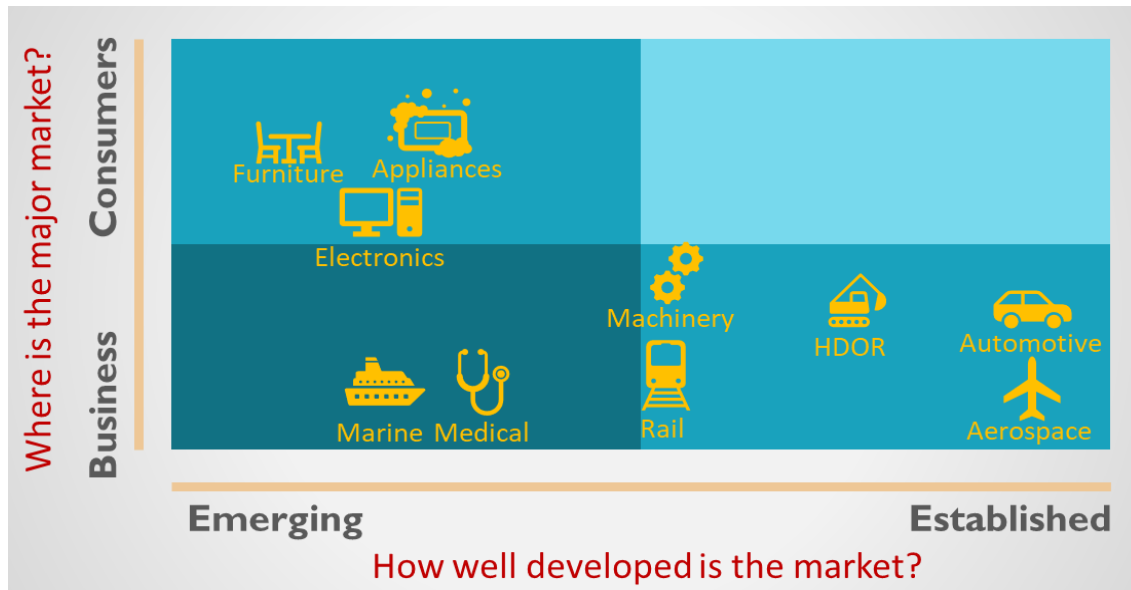 Where is the major market?
Consumers
Business
Furniture
Appliances
Electronics
Machinery
HDOR
Automotive
Marine
Medical
Rail
Aerospace
Emerging
Established
How well developed is the market?